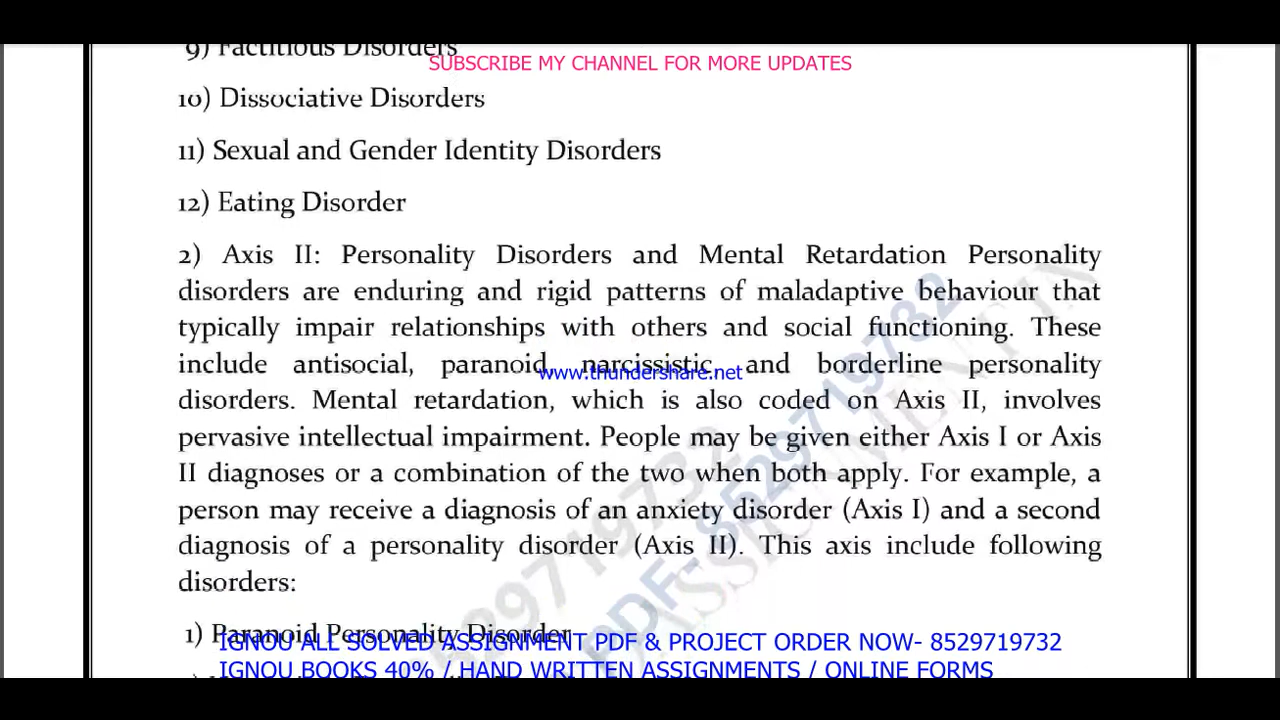 9) Factitious Disorders
SUBSCRIBE MY CHANNEL FOR MORE UPDATES
10) Dissociative Disorders
11) Sexual and Gender Identity Disorders
12) Eating Disorder
2) Axis II: Personality Disorders and Mental Retardation Personality
disorders are enduring and rigid patterns of maladaptive behaviour that
typically impair relationships with others and social functioning. These
include antisocial, paranoid, narcissistic, and borderline personality
www.thundershare.net
disorders. Mental retardation, which is also coded on Axis II, involves
pervasive intellectual impairment. People may be given either Axis I or Axis
II diagnoses or a combination of the two when both apply. For example, a
person may receive a diagnosis of an anxiety disorder (Axis I) and a second
diagnosis of a personality disorder (Axis II). This axis include following
disorders:
1) Paranoid Personality Disorder
IGNOU ALL SOLVED ASSIGNMENT PDF & PROJECT ORDER NOW- 8529719732
IGNOU BOOKS 40% / HAND WRITTEN ASSIGNMENTS / ONLINE FORMS
8529719732
PDF- 8529719732